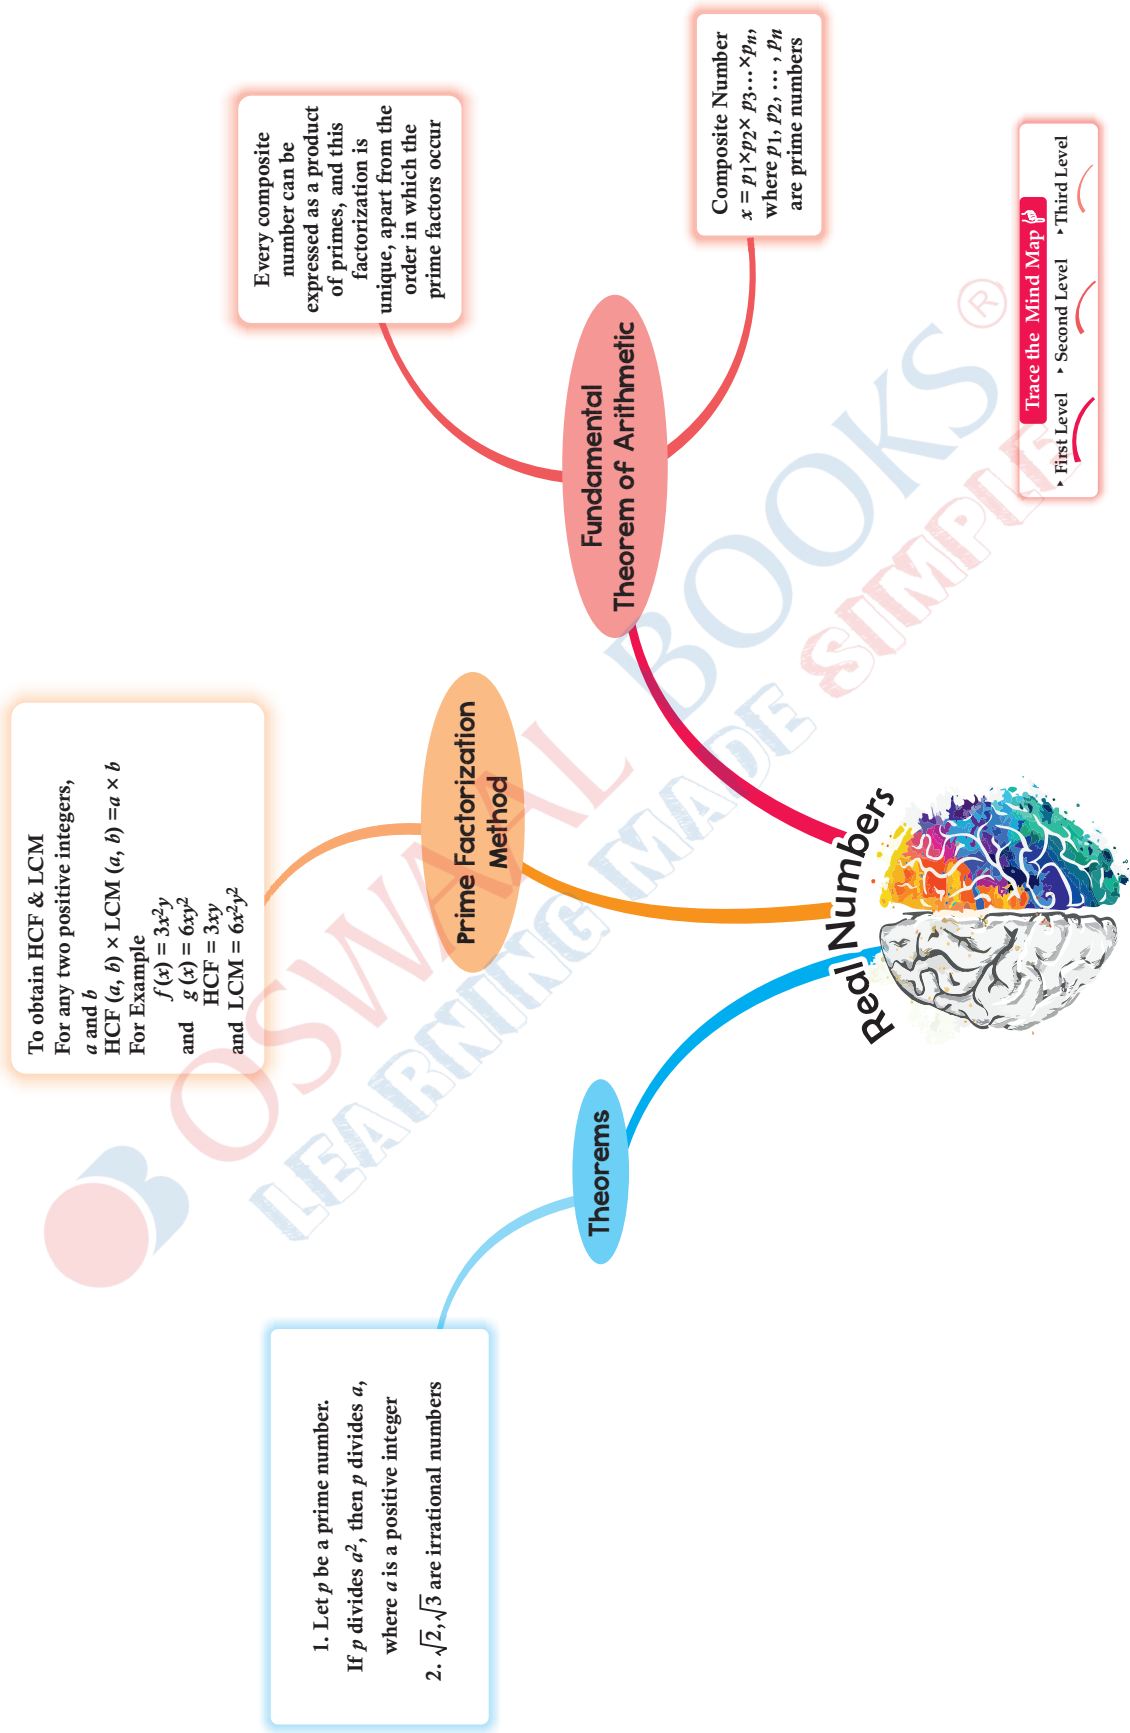 Real Numbers
Theorems
1. Let p be a prime number.
If p divides a², then p divides a,
where a is a positive integer
2. √2,√3 are irrational numbers
Prime Factorization
Method
To obtain HCF & LCM
For any two positive integers,
a and b
HCF (a, b) × LCM (a, b) =a × b
For Example
f (x) = 3x²y
and g (x) = 6xy²
HCF = 3xy
and LCM = 6x²y²
Fundamental
Theorem of Arithmetic
Every composite
number can be
expressed as a product
of primes, and this
factorization is
unique, apart from the
order in which the
prime factors occur
Composite Number
x = p1×p2× p3...×pn,
where p1, p2, ... , pn
are prime numbers
Trace the Mind Map
▸ First Level ▸ Second Level ▸ Third Level
OSWAAL BOOKS ®
LEARNING MADE SIMPLE